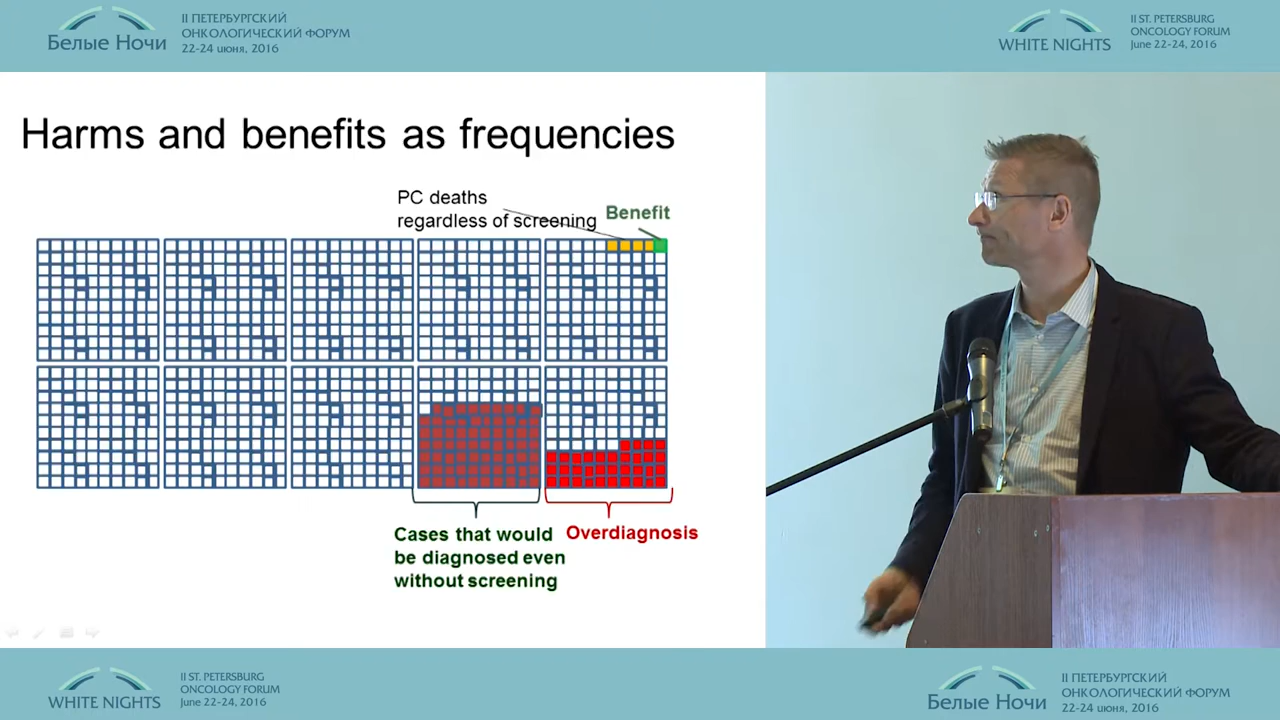 Белые Ночи
II ПЕТЕРБУРГСКИЙ
ОНКОЛОГИЧЕСКИЙ ФОРУМ
22-24 июня, 2016
WHITE NIGHTS
II ST. PETERSBURG
ONCOLOGY FORUM
June 22-24, 2016
Harms and benefits as frequencies
PC deaths
regardless of screening
Benefit
Cases that would
be diagnosed even
without screening
Overdiagnosis
WHITE NIGHTS
II ST. PETERSBURG
ONCOLOGY FORUM
June 22-24, 2016
Белые Ночи
II ПЕТЕРБУРГСКИЙ
ОНКОЛОГИЧЕСКИЙ ФОРУМ
22-24 июня, 2016